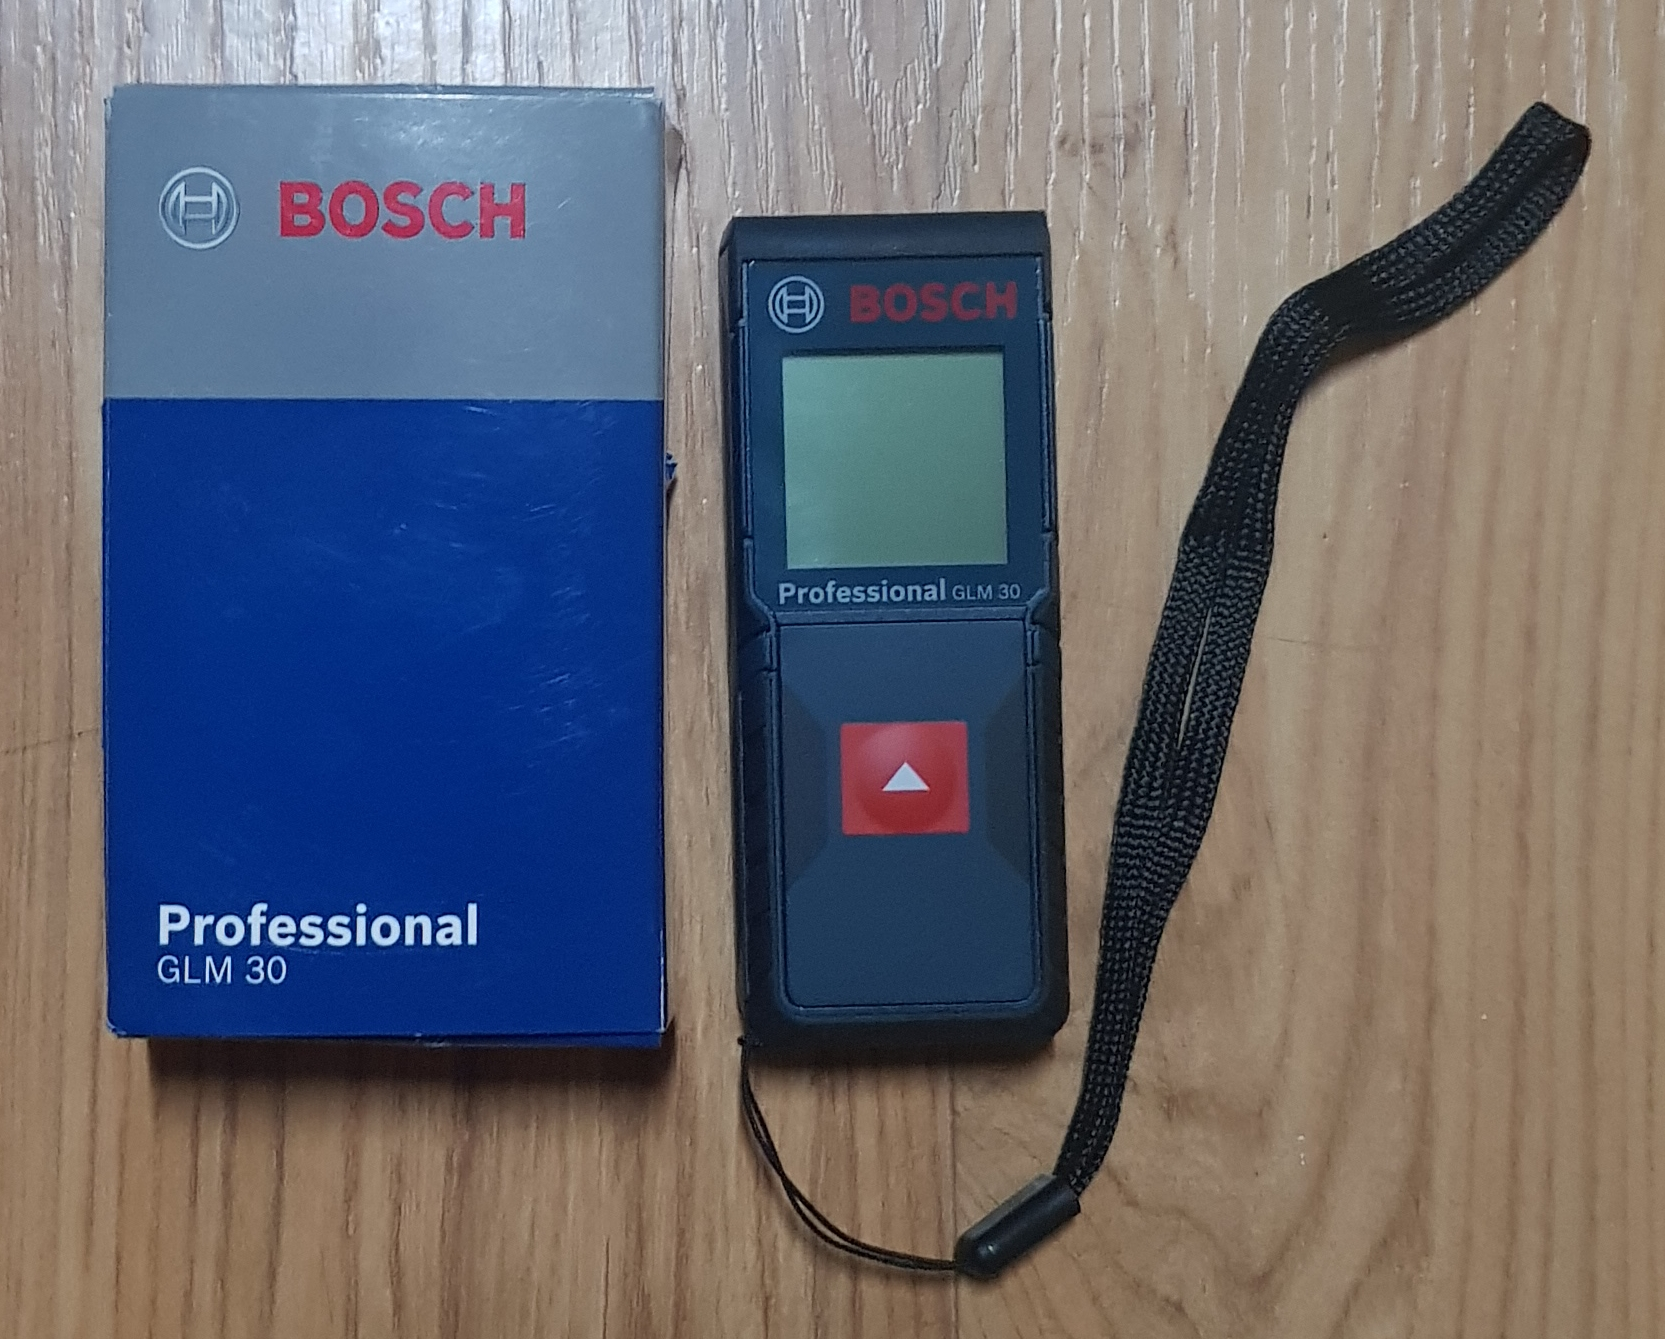 BOSCH
Professional
GLM 30
BOSCH
Professional GLM 30